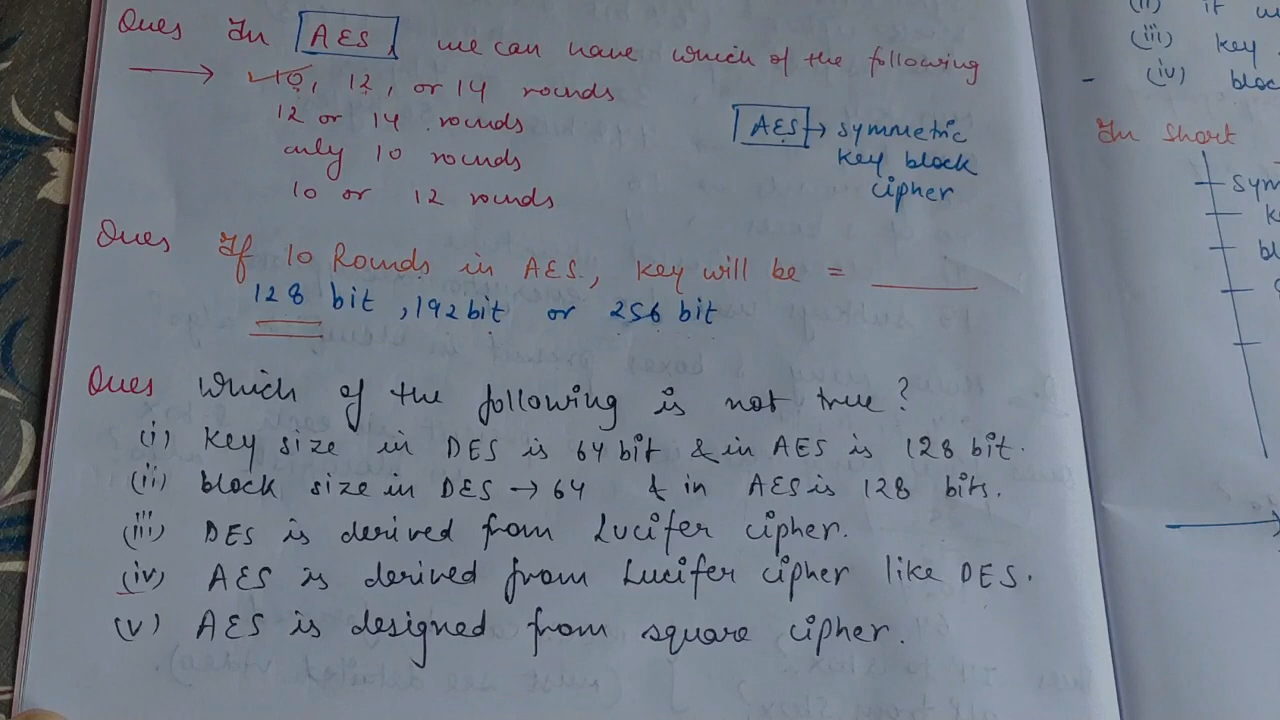 Ques In AES, we can have which of the following
→ 10, 12, or 14 rounds
12 or 14 rounds
only 10 rounds
10 or 12 rounds
AES → symmetric
key block
cipher
Ques If 10 Rounds in AES, key will be = ______
128 bit, 192 bit or 256 bit
Ques Which of the following is not true?
(i) Key size in DES is 64 bit & in AES is 128 bit.
(ii) block size in DES → 64 & in AES is 128 bits.
(iii) DES is derived from Lucifer cipher.
(iv) AES is derived from Lucifer cipher like DES.
(v) AES is designed from square cipher.
(ii) it
(iii) key
(iv) bloc
In short
sym
k
bl